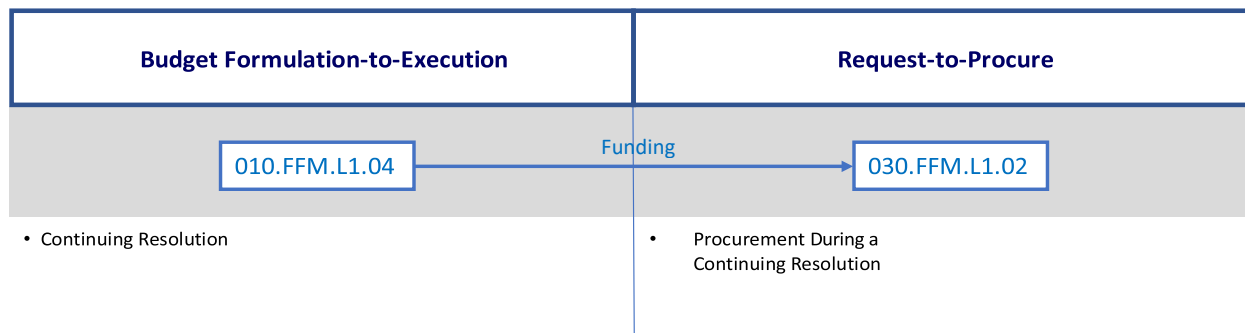 Budget Formulation-to-Execution
Request-to-Procure
Funding
010.FFM.L1.04
030.FFM.L1.02
• Continuing Resolution
• Procurement During a
Continuing Resolution